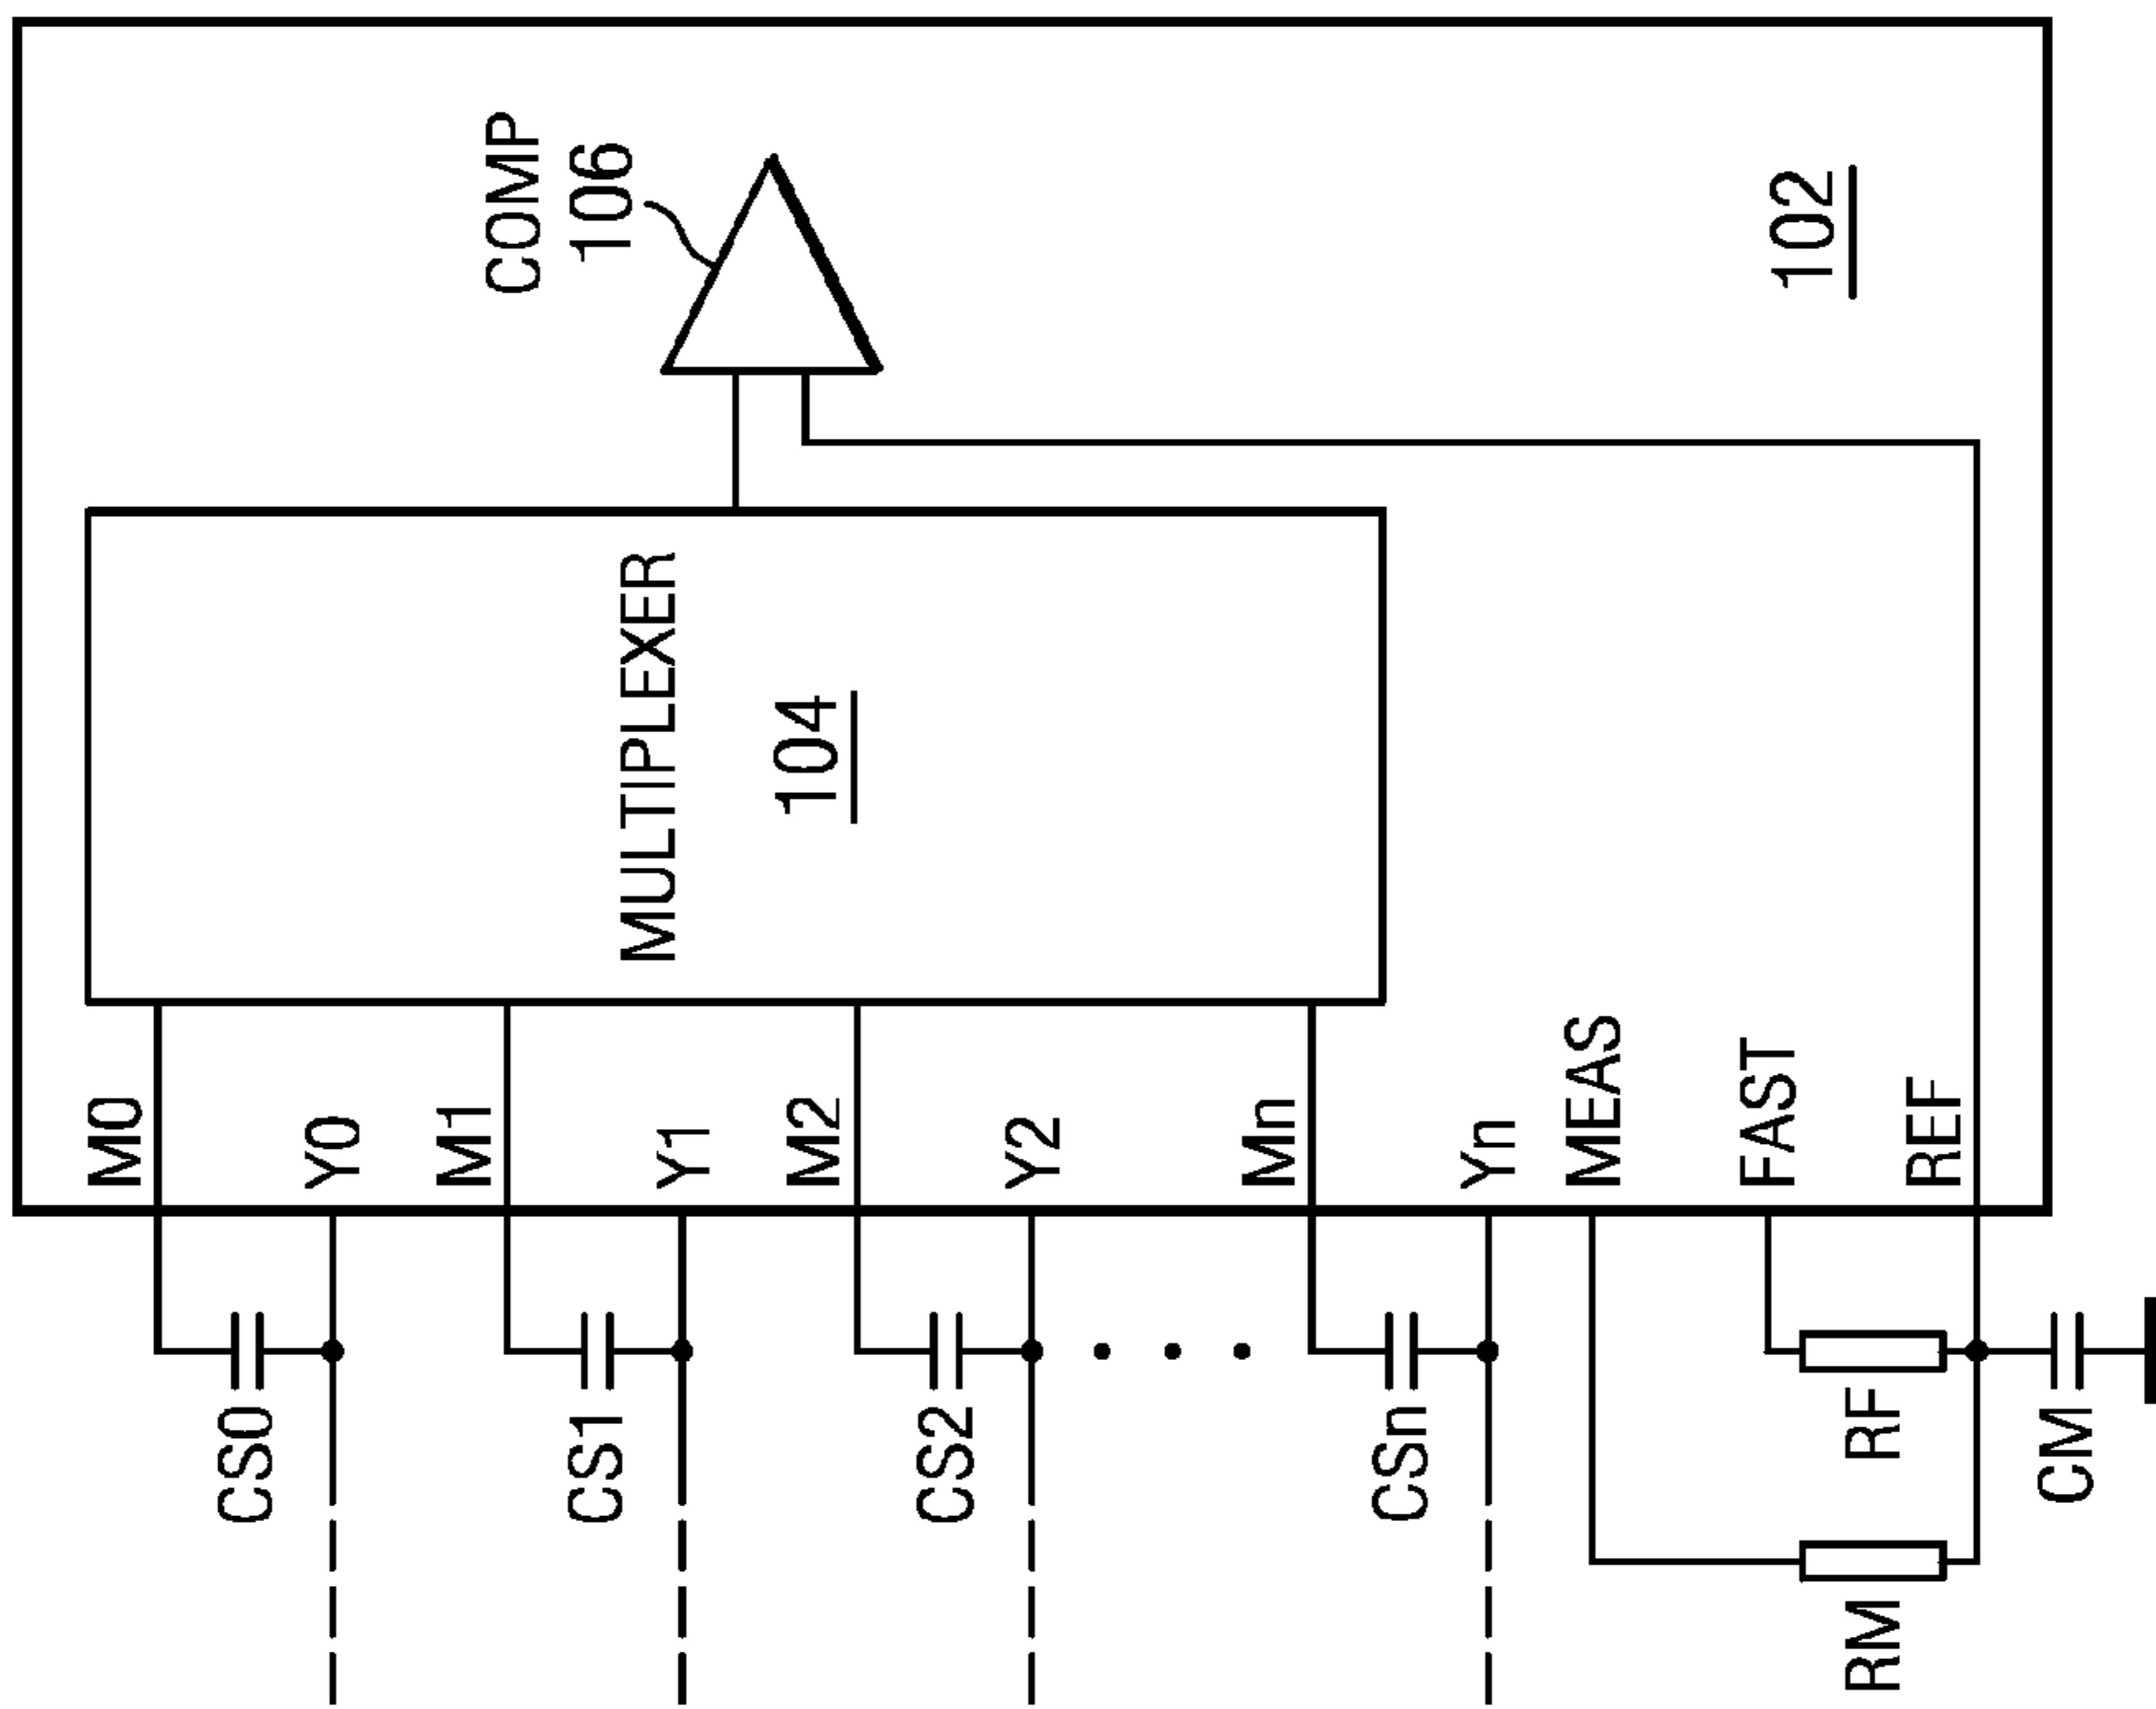 COMP
106
102
MULTIPLEXER
104
M0
Y0
M1
Y1
M2
Y2
Mn
Yn
MEAS
FAST
REF
CS0
CS1
CS2
CSn
RF
CM
RM